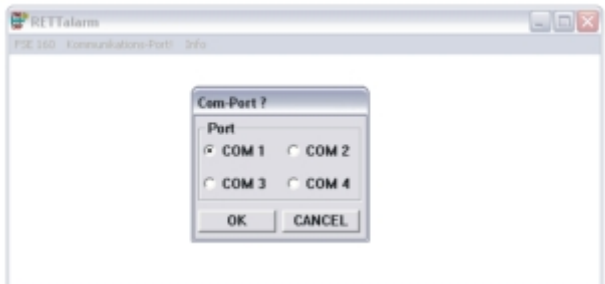 RETTalarm
PSE 160 Kommunikations-Port! Info
Com-Port ?
Port
COM 1 COM 2
COM 3 COM 4
OK CANCEL